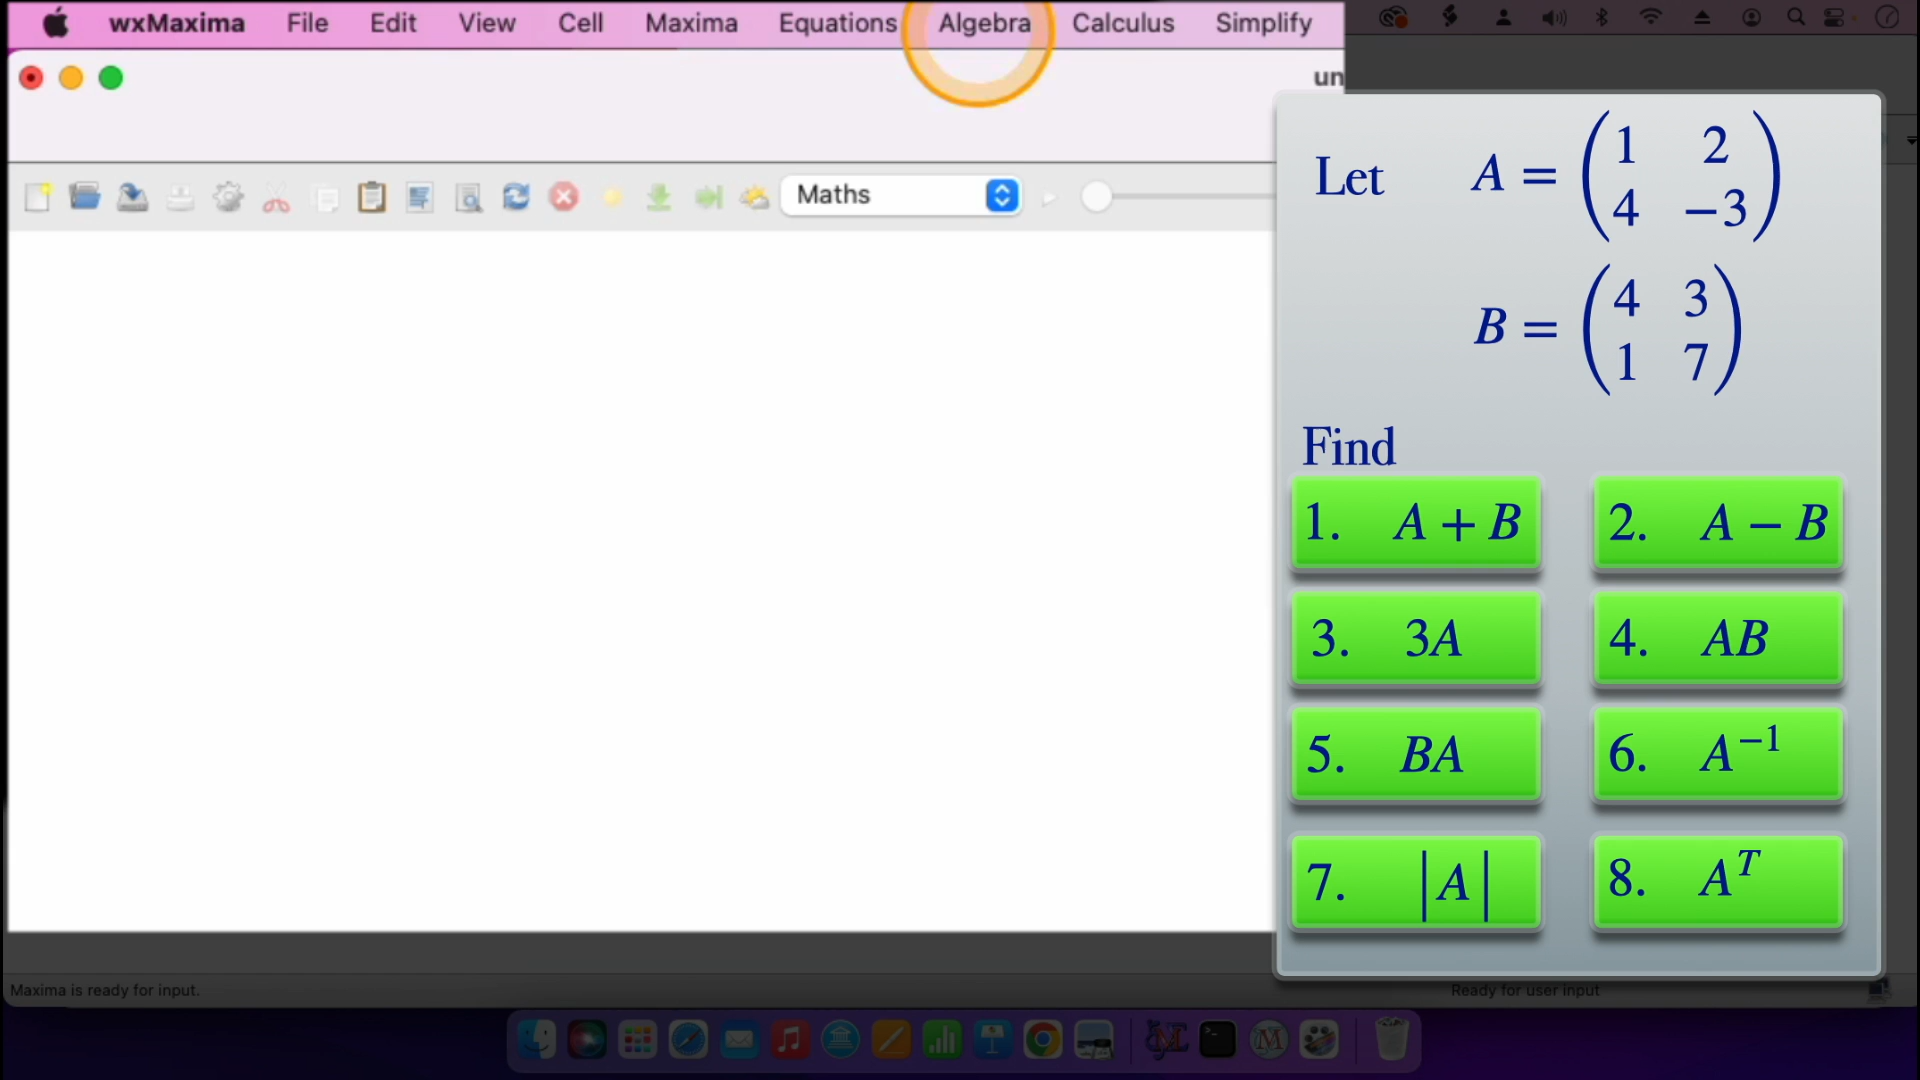 wxMaxima File Edit View Cell Maxima Equations Algebra Calculus Simplify
un
Maths
Let A = ( 1 2
4 −3 )
B = ( 4 3
1 7 )
Find
1. A + B
2. A − B
3. 3A
4. AB
5. BA
6. A⁻¹
7. |A|
8. Aᵀ
Maxima is ready for input.
Ready for user input